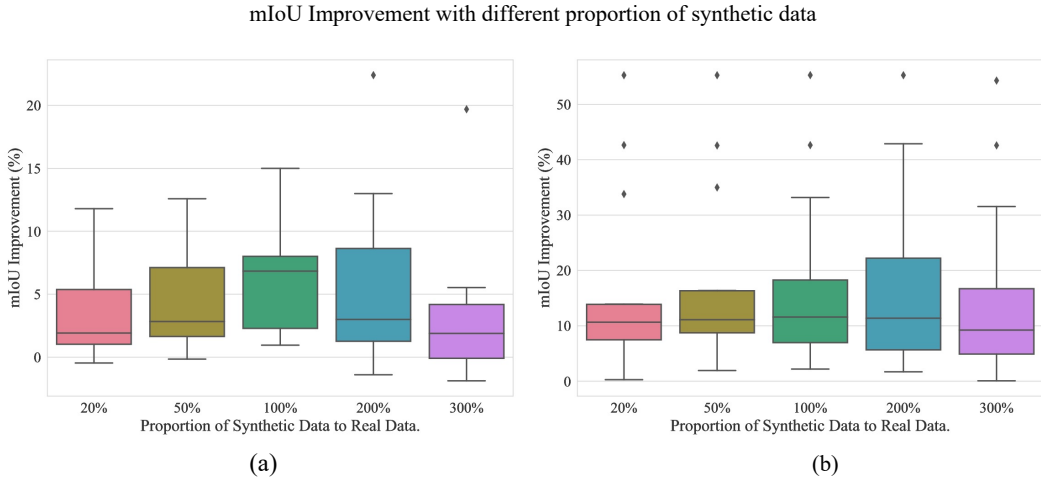 mIoU Improvement with different proportion of synthetic data
mIoU Improvement (%)
20
15
10
5
0
20% 50% 100% 200% 300%
Proportion of Synthetic Data to Real Data.
(a)
mIoU Improvement (%)
50
40
30
20
10
0
20% 50% 100% 200% 300%
Proportion of Synthetic Data to Real Data.
(b)